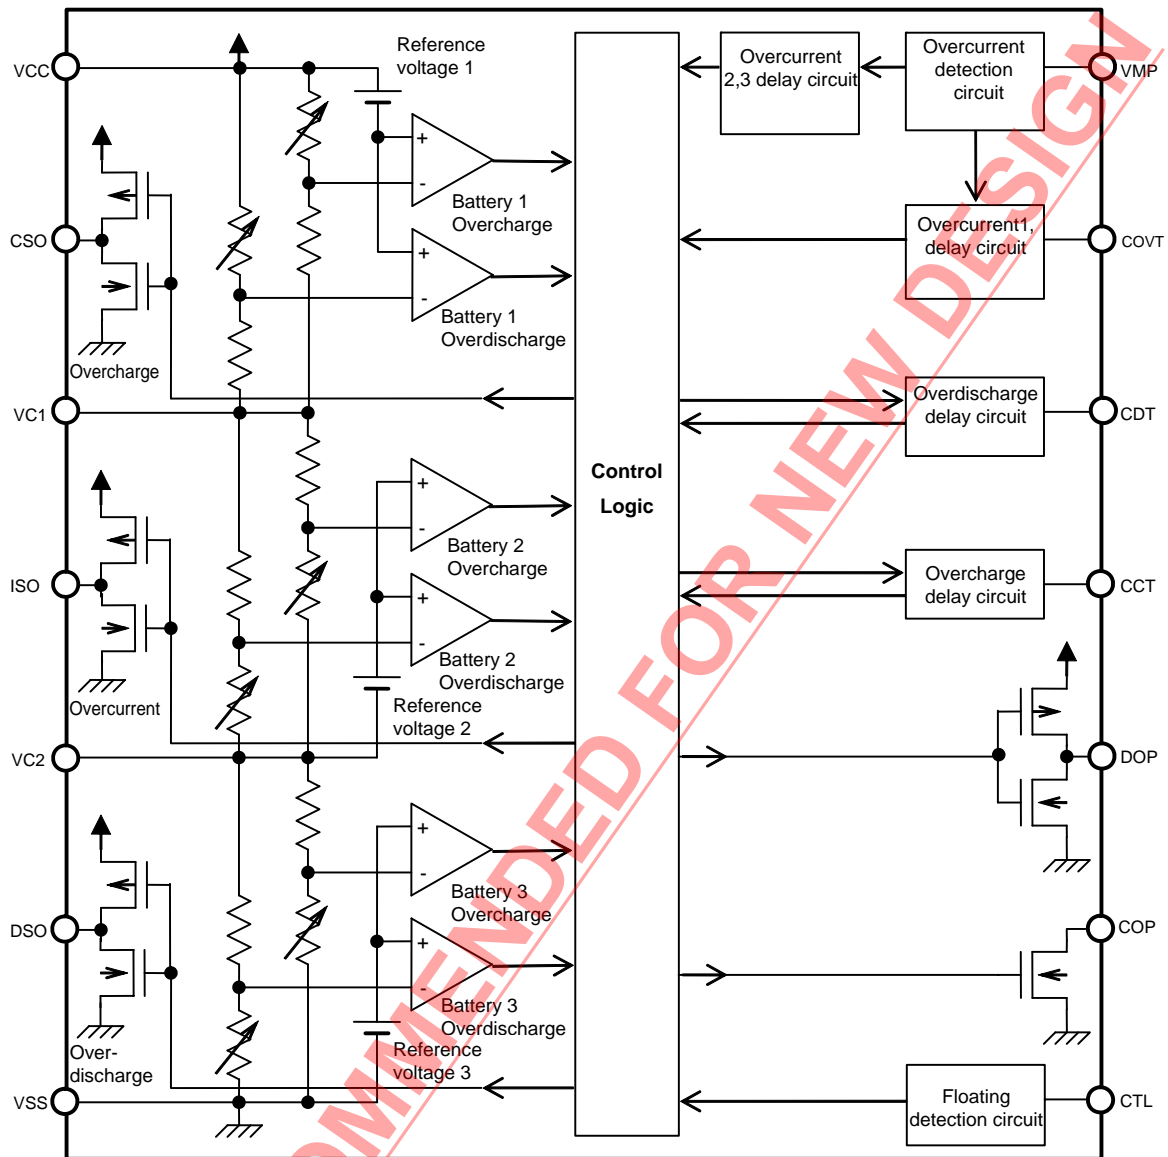 VCC
Reference
voltage 1
+
-
Battery 1
Overcharge
+
-
Battery 1
Overdischarge
CSO
Overcharge
VC1
+
-
Battery 2
Overcharge
+
-
Battery 2
Overdischarge
Reference
voltage 2
ISO
Overcurrent
VC2
+
-
Battery 3
Overcharge
+
-
Battery 3
Overdischarge
Reference
voltage 3
DSO
Over-
discharge
VSS
Control
Logic
Overcurrent
2,3 delay circuit
Overcurrent
detection
circuit
VMP
Overcurrent1,
delay circuit
COVT
Overdischarge
delay circuit
CDT
Overcharge
delay circuit
CCT
DOP
COP
Floating
detection circuit
CTL
OMMENDED FOR NEW DESIGN